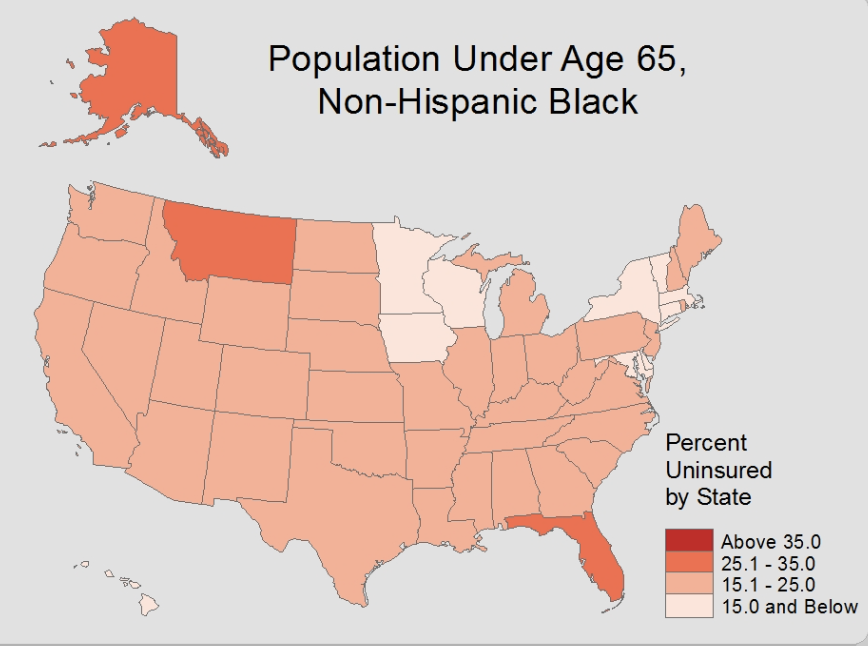 Population Under Age 65,
Non-Hispanic Black
Percent
Uninsured
by State
Above 35.0
25.1 - 35.0
15.1 - 25.0
15.0 and Below